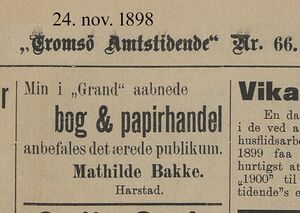 24. nov. 1898
„Tromsö Amtstidende“ Nr. 66.
r
Min i „Grand“ aabnede
bog & papirhandel
anbefales det ærede publikum.
Mathilde Bakke.
Harstad.
Vika
En da
i de ved a
husflidsarbe
1899 faa
hurtigst at
„1900“ til
tidende"s e